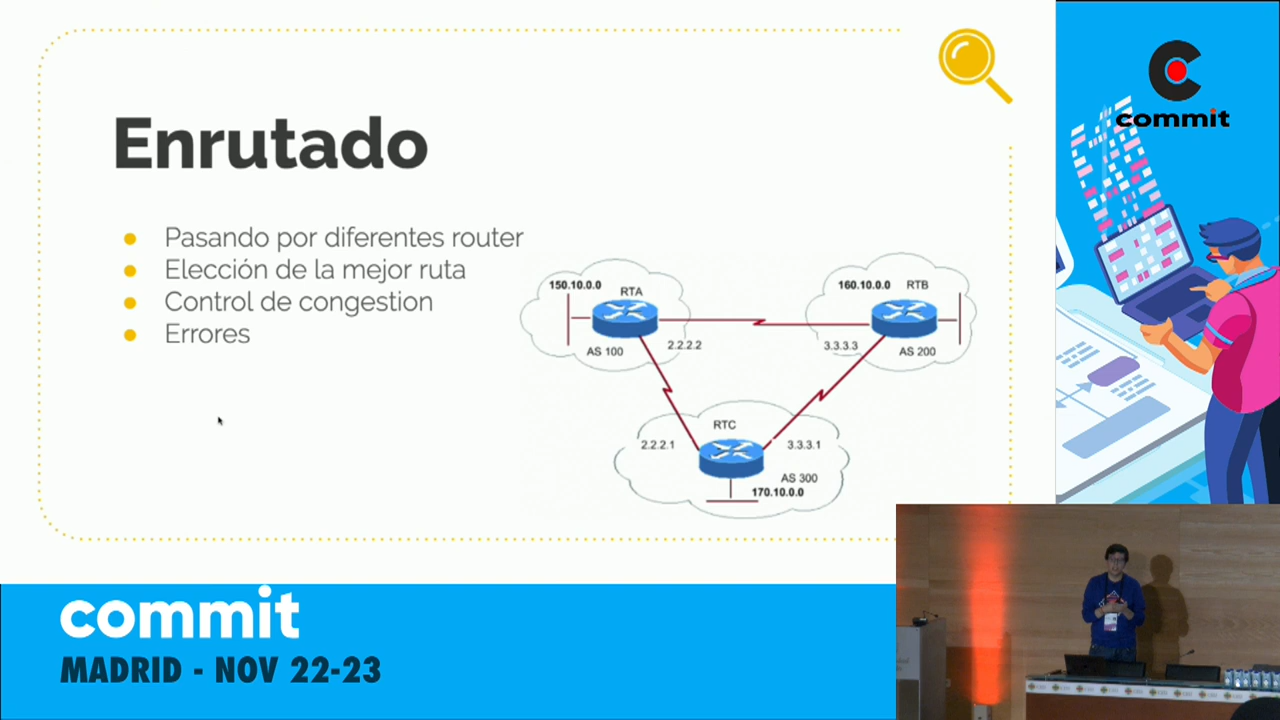 Enrutado
Pasando por diferentes router
Elección de la mejor ruta
Control de congestion
Errores
150.10.0.0
RTA
AS 100
2.2.2.2
160.10.0.0
RTB
3.3.3.3
AS 200
RTC
2.2.2.1
3.3.3.1
AS 300
170.10.0.0
commit
commit
MADRID - NOV 22-23